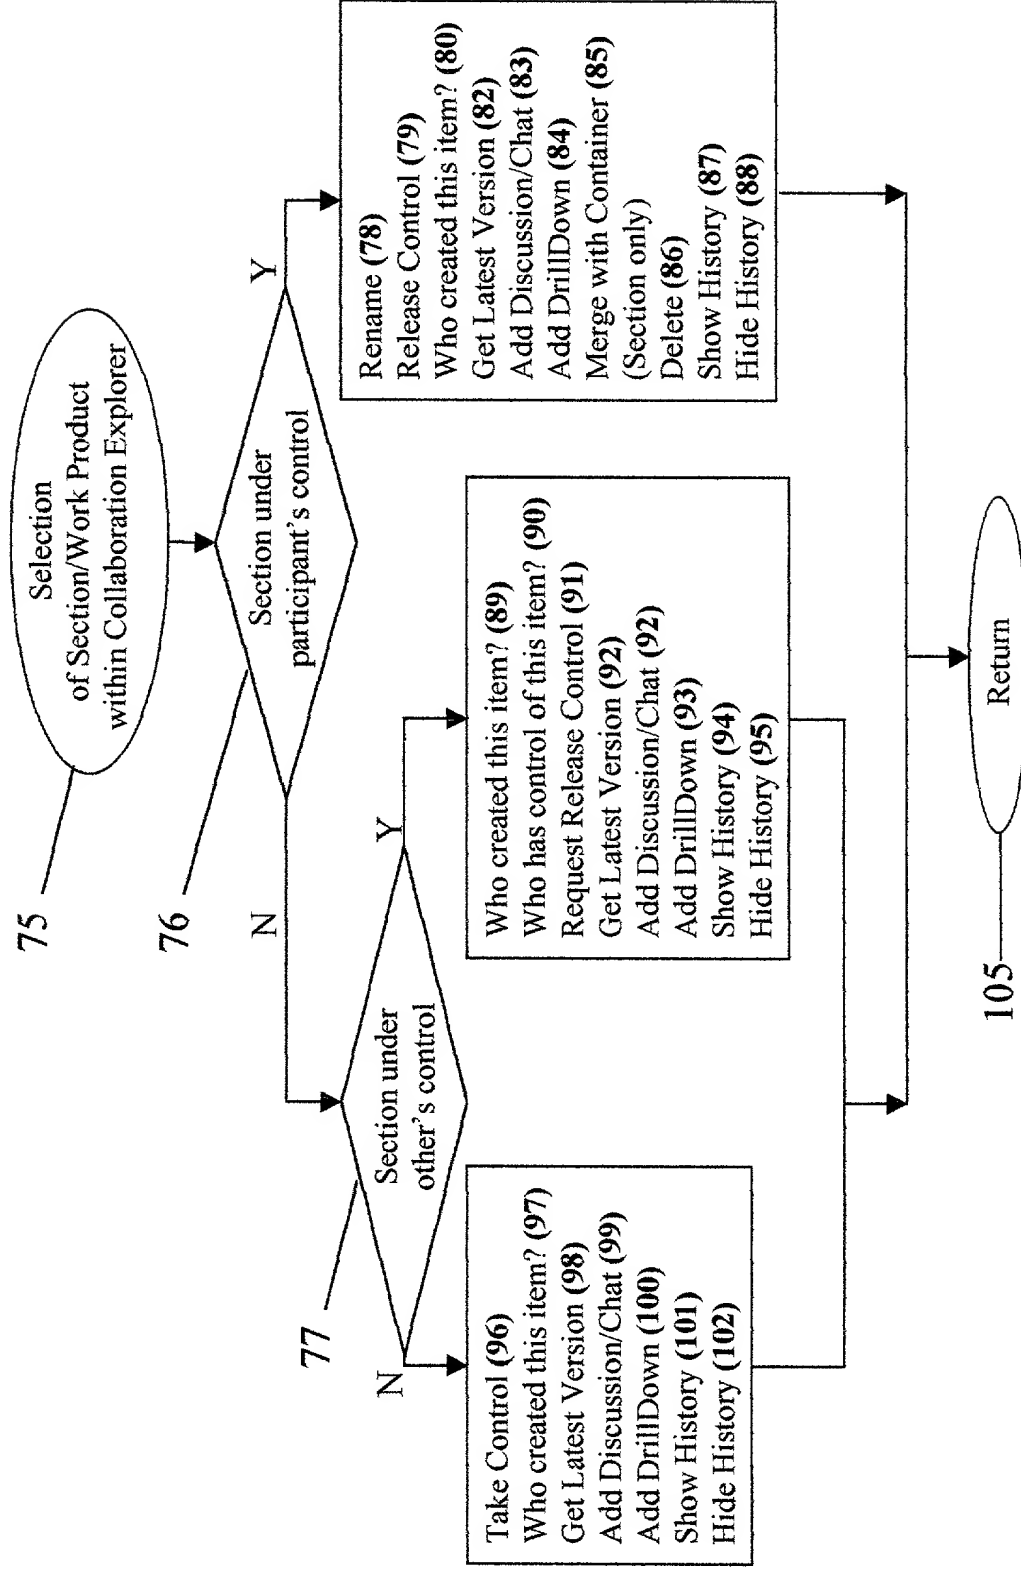 75
Selection
of Section/Work Product
within Collaboration Explorer
76
Section under
participant's control
N
Y
77
Section under
other's control
N
Y
Take Control (96)
Who created this item? (97)
Get Latest Version (98)
Add Discussion/Chat (99)
Add DrillDown (100)
Show History (101)
Hide History (102)
Who created this item? (89)
Who has control of this item? (90)
Request Release Control (91)
Get Latest Version (92)
Add Discussion/Chat (92)
Add DrillDown (93)
Show History (94)
Hide History (95)
Rename (78)
Release Control (79)
Who created this item? (80)
Get Latest Version (82)
Add Discussion/Chat (83)
Add DrillDown (84)
Merge with Container (85)
(Section only)
Delete (86)
Show History (87)
Hide History (88)
105
Return